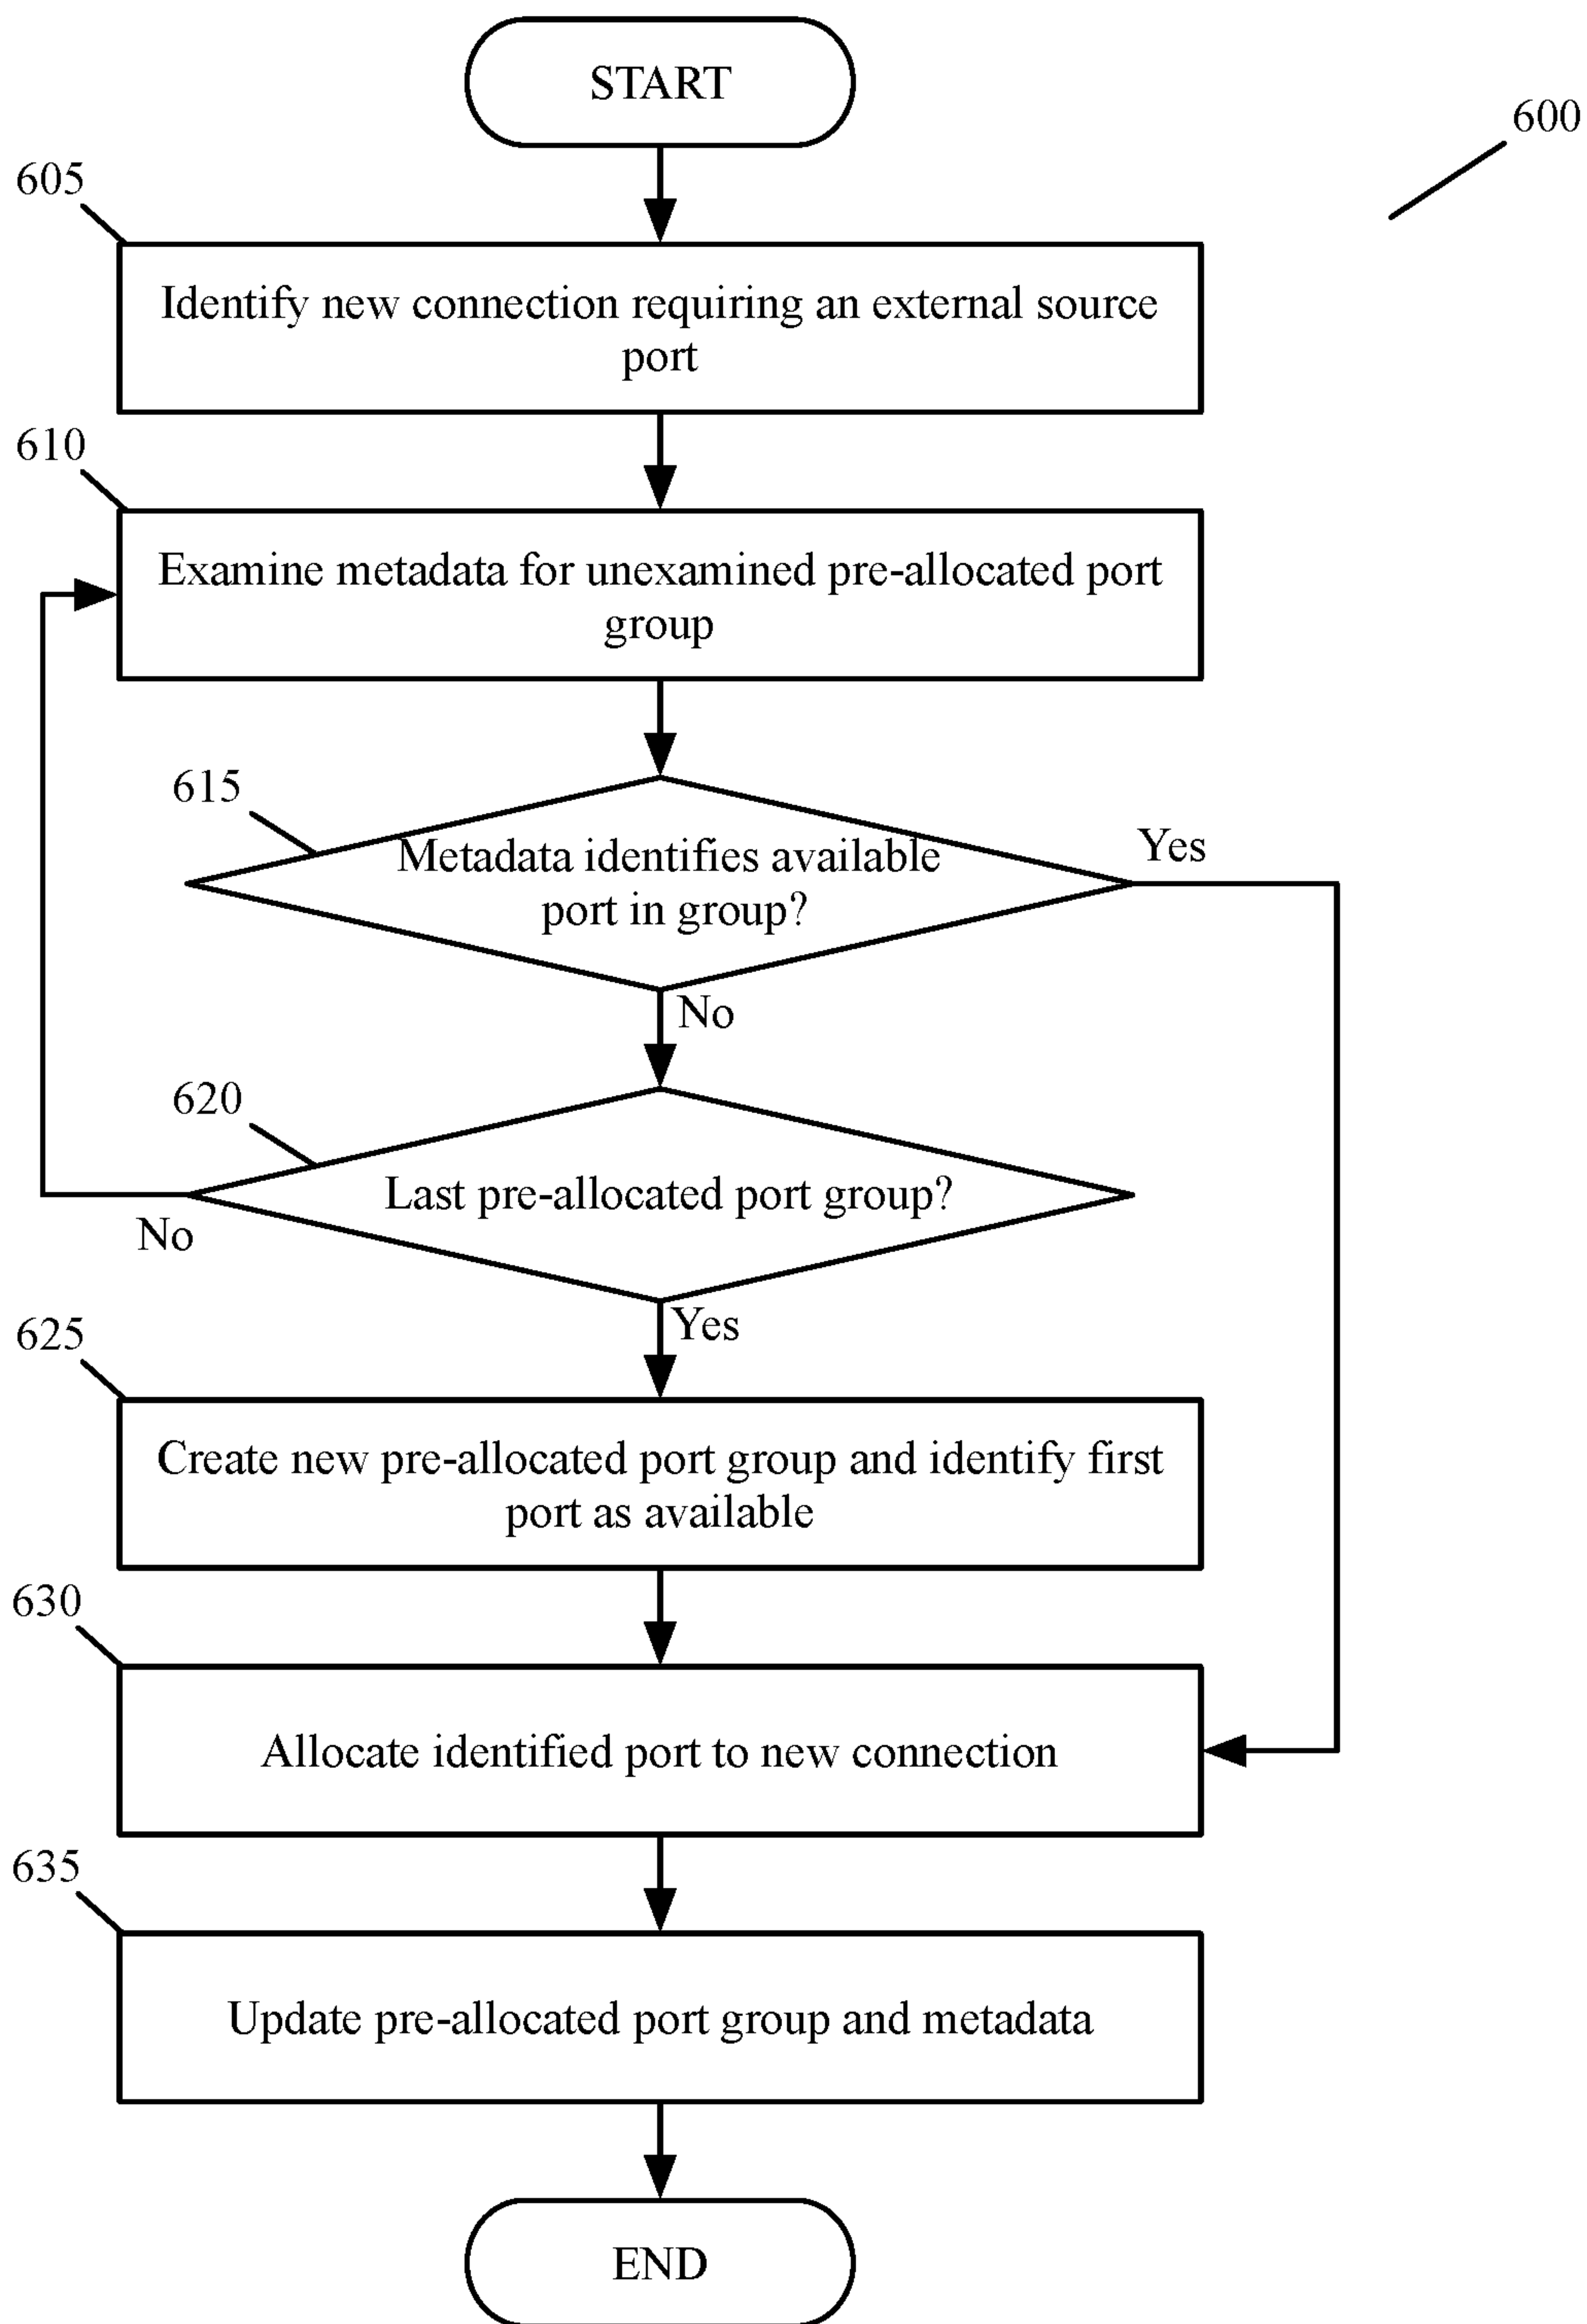 START
600
605
Identify new connection requiring an external source
port
610
Examine metadata for unexamined pre-allocated port
group
615
Metadata identifies available
port in group?
Yes
No
620
Last pre-allocated port group?
No
Yes
625
Create new pre-allocated port group and identify first
port as available
630
Allocate identified port to new connection
635
Update pre-allocated port group and metadata
END